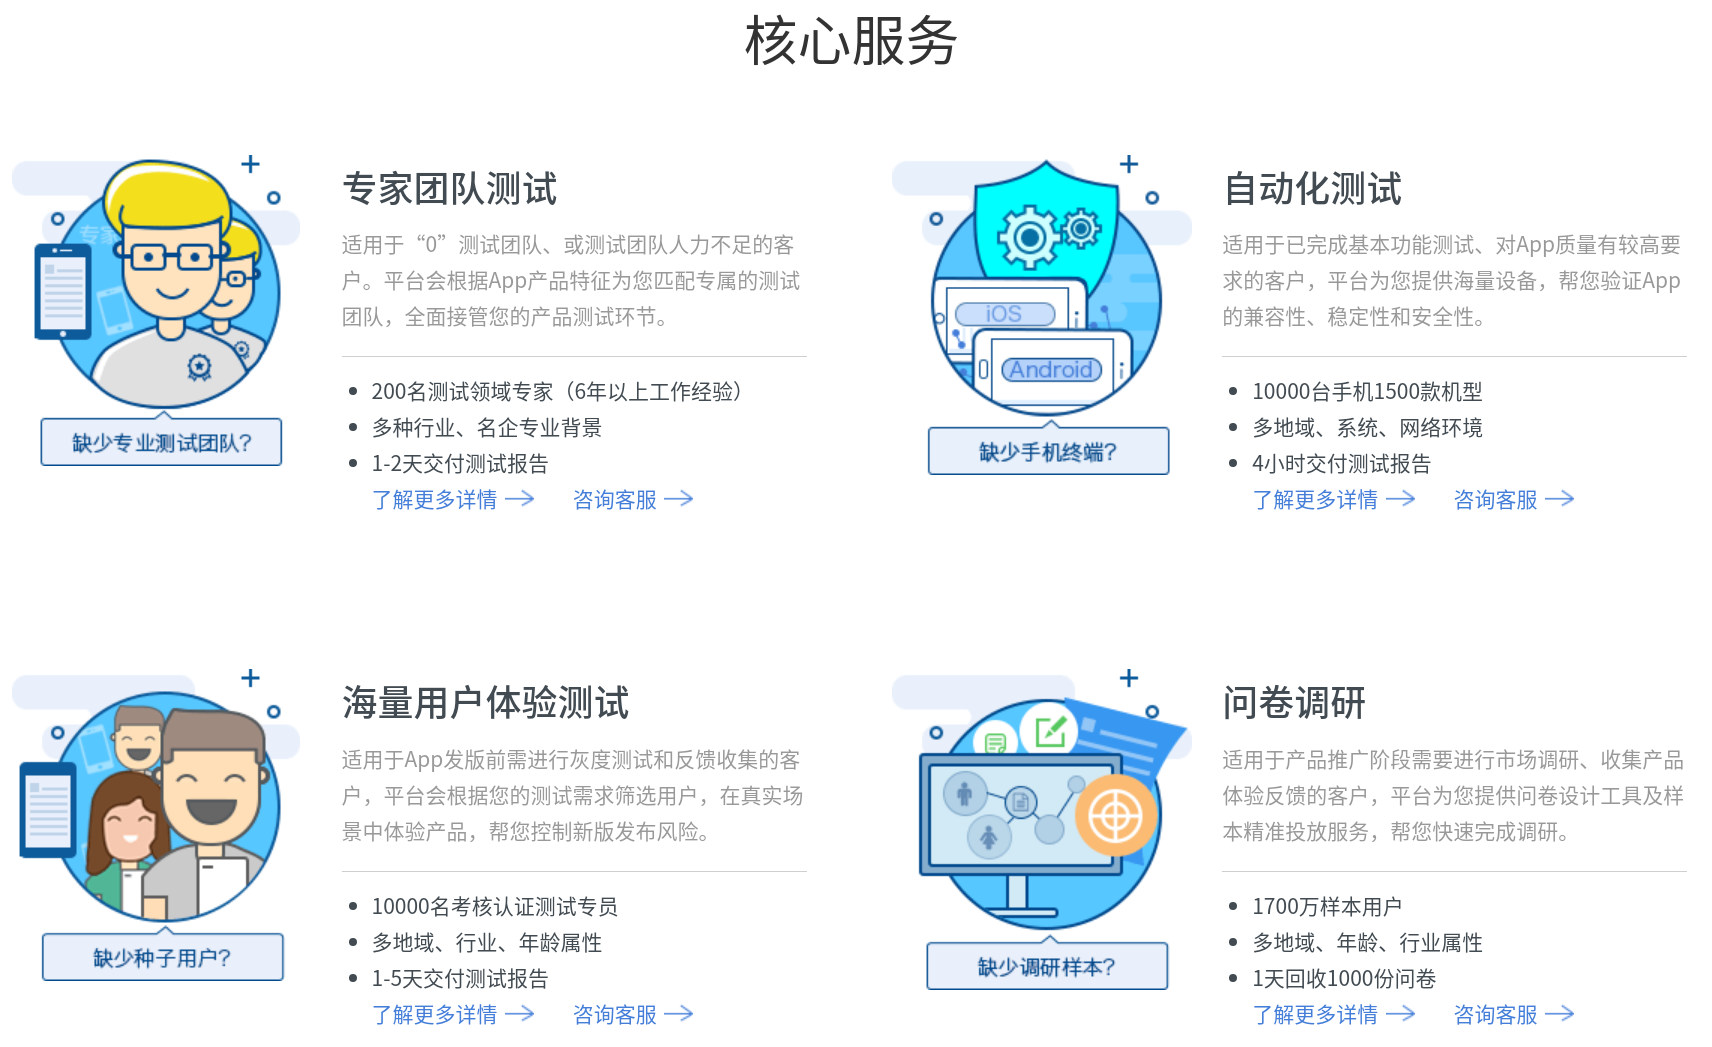 核心服务
专家
专家团队测试
适用于“0”测试团队、或测试团队人力不足的客
户。平台会根据App产品特征为您匹配专属的测试
团队，全面接管您的产品测试环节。
200名测试领域专家（6年以上工作经验）
多种行业、名企专业背景
1-2天交付测试报告
了解更多详情 咨询客服
缺少专业测试团队?
iOS
Android
自动化测试
适用于已完成基本功能测试、对App质量有较高要
求的客户，平台为您提供海量设备，帮您验证App
的兼容性、稳定性和安全性。
10000台手机1500款机型
多地域、系统、网络环境
4小时交付测试报告
了解更多详情 咨询客服
缺少手机终端?
海量用户体验测试
适用于App发版前需进行灰度测试和反馈收集的客
户，平台会根据您的测试需求筛选用户，在真实场
景中体验产品，帮您控制新版发布风险。
10000名考核认证测试专员
多地域、行业、年龄属性
1-5天交付测试报告
了解更多详情 咨询客服
缺少种子用户?
问卷调研
适用于产品推广阶段需要进行市场调研、收集产品
体验反馈的客户，平台为您提供问卷设计工具及样
本精准投放服务，帮您快速完成调研。
1700万样本用户
多地域、年龄、行业属性
1天回收1000份问卷
了解更多详情 咨询客服
缺少调研样本?